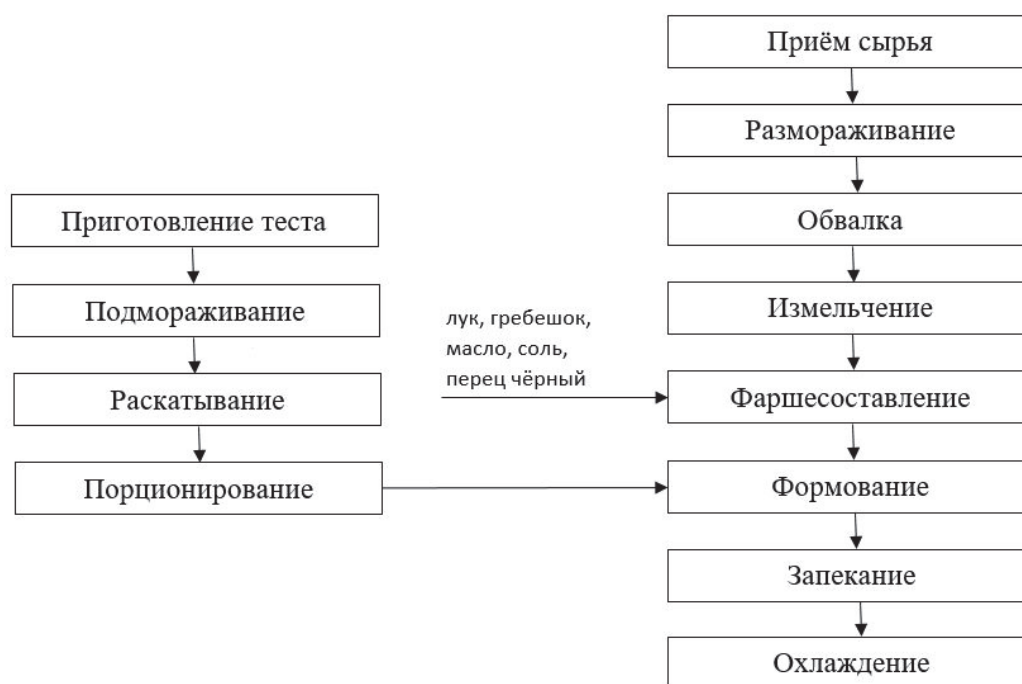 Приём сырья
Размораживание
Обвалка
Измельчение
Фаршесоставление
Формование
Запекание
Охлаждение
Приготовление теста
Подмораживание
Раскатывание
Порционирование
лук, гребешок,
масло, соль,
перец чёрный